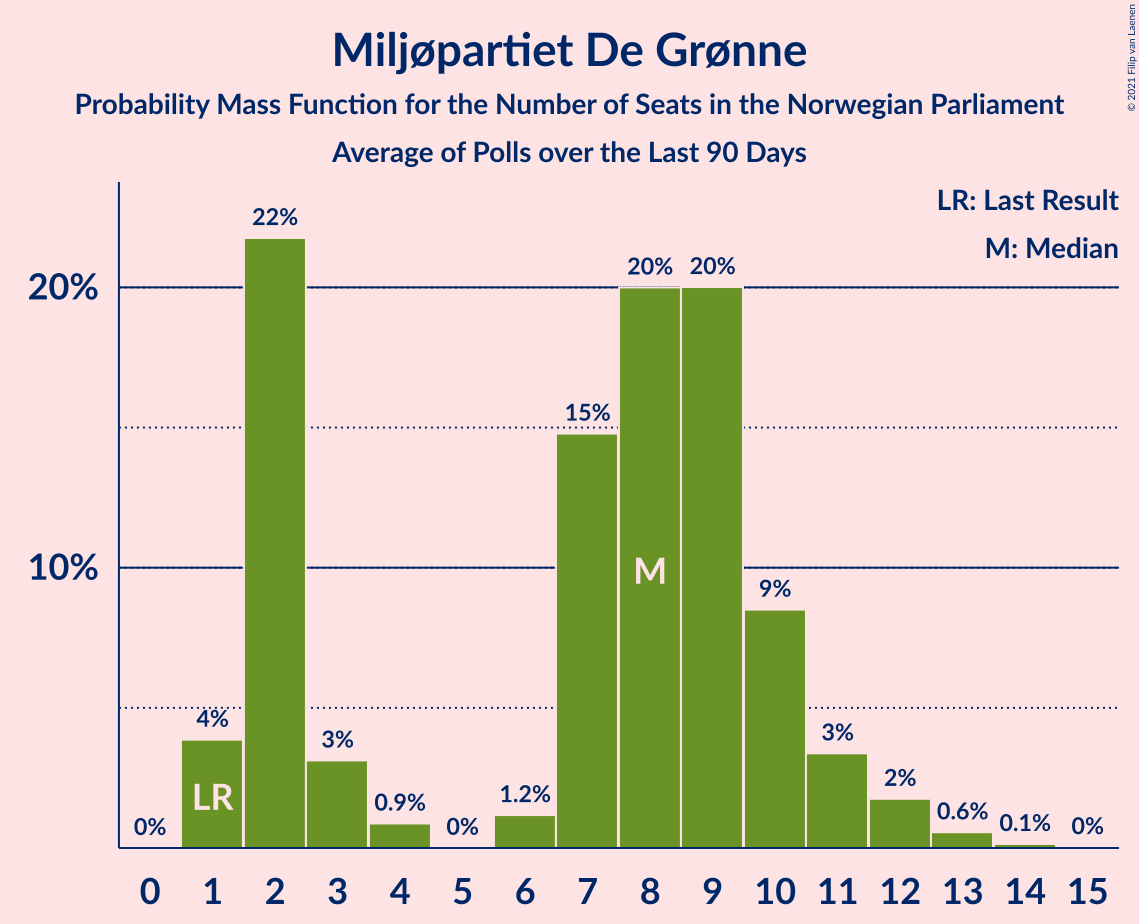 Miljøpartiet De Grønne
Probability Mass Function for the Number of Seats in the Norwegian Parliament
Average of Polls over the Last 90 Days
© 2021 Filip van Laenen
LR: Last Result
M: Median
20%
10%
0%
4%
22%
3%
0.9%
0%
1.2%
15%
20%
20%
9%
3%
2%
0.6%
0.1%
0%
LR
M
0 1 2 3 4 5 6 7 8 9 10 11 12 13 14 15